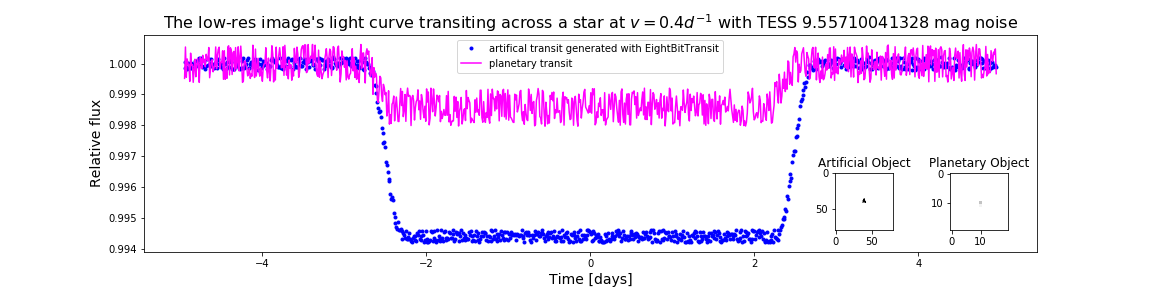 The low-res image's light curve transiting across a star at v = 0.4d⁻¹ with TESS 9.55710041328 mag noise
artifical transit generated with EightBitTransit
planetary transit
Relative flux
1.000
0.999
0.998
0.997
0.996
0.995
0.994
−4
−2
0
2
4
Time [days]
Artificial Object
0
50
0
50
Planetary Object
0
10
0
10